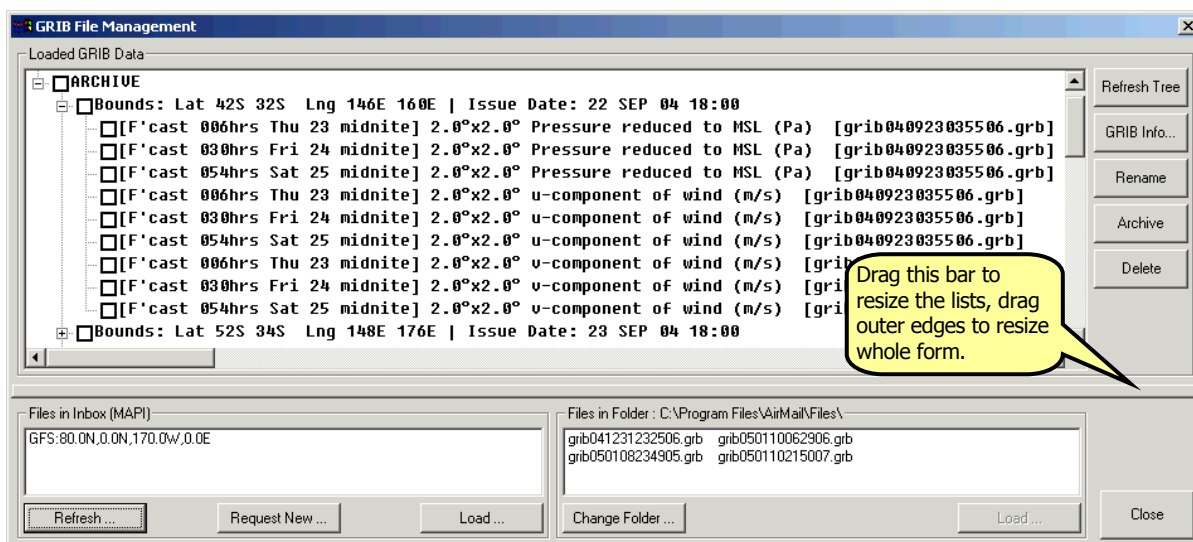 GRIB File Management
Loaded GRIB Data
ARCHIVE
Bounds: Lat 42S 32S Lng 146E 160E | Issue Date: 22 SEP 04 18:00
[F'cast 006hrs Thu 23 midnite] 2.0°x2.0° Pressure reduced to MSL (Pa) [grib040923035506.grb]
[F'cast 030hrs Fri 24 midnite] 2.0°x2.0° Pressure reduced to MSL (Pa) [grib040923035506.grb]
[F'cast 054hrs Sat 25 midnite] 2.0°x2.0° Pressure reduced to MSL (Pa) [grib040923035506.grb]
[F'cast 006hrs Thu 23 midnite] 2.0°x2.0° u-component of wind (m/s) [grib040923035506.grb]
[F'cast 030hrs Fri 24 midnite] 2.0°x2.0° u-component of wind (m/s) [grib040923035506.grb]
[F'cast 054hrs Sat 25 midnite] 2.0°x2.0° u-component of wind (m/s) [grib040923035506.grb]
[F'cast 006hrs Thu 23 midnite] 2.0°x2.0° v-component of wind (m/s) [grib
[F'cast 030hrs Fri 24 midnite] 2.0°x2.0° v-component of wind (m/s) [gri
[F'cast 054hrs Sat 25 midnite] 2.0°x2.0° v-component of wind (m/s) [gri
Bounds: Lat 52S 34S Lng 148E 176E | Issue Date: 23 SEP 04 18:00
Refresh Tree
GRIB Info...
Rename
Archive
Delete
Drag this bar to
resize the lists, drag
outer edges to resize
whole form.
Files in Inbox (MAPI)
GFS:80.0N,0.0N,170.0W,0.0E
Refresh ...
Request New ...
Load ...
Files in Folder : C:\Program Files\AirMail\Files\
grib041231232506.grb grib050110062906.grb
grib050108234905.grb grib050110215007.grb
Change Folder ...
Load ...
Close